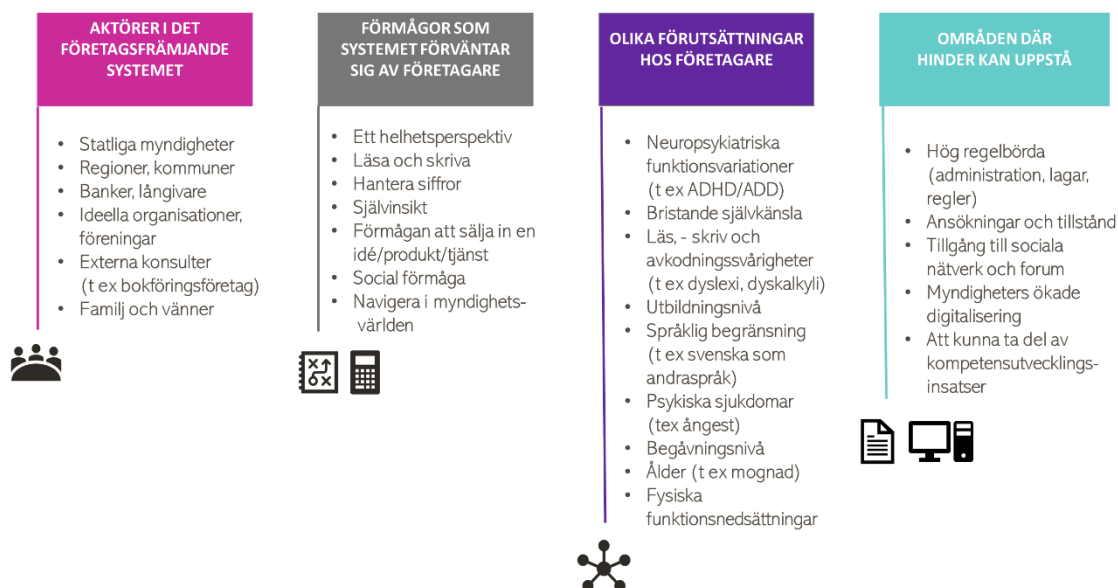 AKTÖRER I DET
FÖRETAGSFRÄMJANDE
SYSTEMET
• Statliga myndigheter
• Regioner, kommuner
• Banker, långivare
• Ideella organisationer,
föreningar
• Externa konsulter
(t ex bokföringsföretag)
• Familj och vänner
FÖRMÅGOR SOM
SYSTEMET FÖRVÄNTAR
SIG AV FÖRETAGARE
• Ett helhetsperspektiv
• Läsa och skriva
• Hantera siffror
• Självinsikt
• Förmågan att sälja in en
idé/produkt/tjänst
• Social förmåga
• Navigera i myndighets-
världen
OLIKA FÖRUTSÄTTNINGAR
HOS FÖRETAGARE
• Neuropsykiatriska
funktionsvariationer
(t ex ADHD/ADD)
• Bristande självkänsla
• Läs, - skriv och
avkodningssvårigheter
(t ex dyslexi, dyskalkyli)
• Utbildningsnivå
• Språklig begränsning
(t ex svenska som
andraspråk)
• Psykiska sjukdomar
(tex ångest)
• Begåvningsnivå
• Ålder (t ex mognad)
• Fysiska
funktionsnedsättningar
OMRÅDEN DÄR
HINDER KAN UPPSTÅ
• Hög regelbörda
(administration, lagar,
regler)
• Ansökningar och tillstånd
• Tillgång till sociala
nätverk och forum
• Myndigheters ökade
digitalisering
• Att kunna ta del av
kompetensutvecklings-
insatser